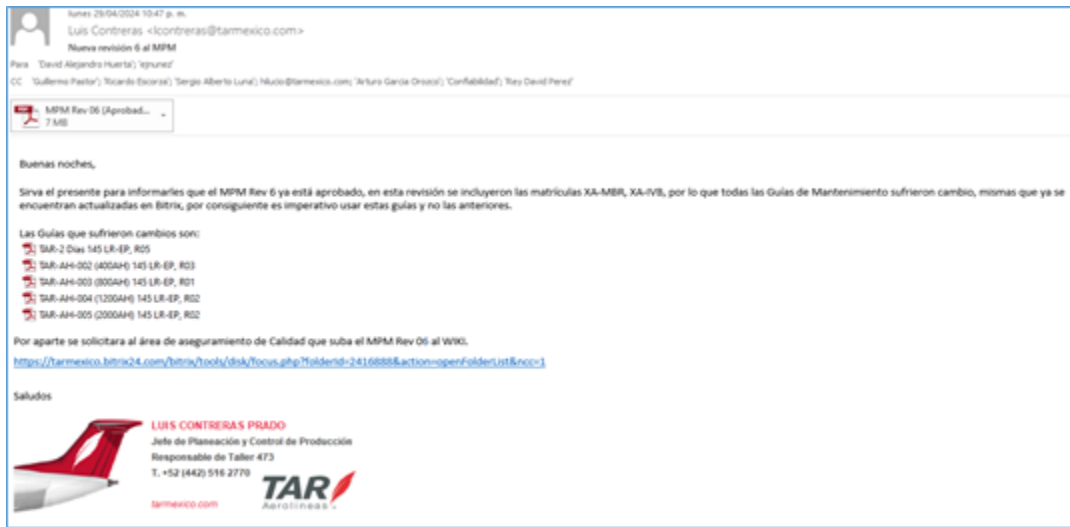 lunes 29/04/2024 10:47 p. m.
Luis Contreras <lcontreras@tarmexico.com>
Nueva revisión 6 al MPM
Para 'David Alejandro Huerta'; 'ejnunez'
CC 'Guillermo Pastor'; 'Ricardo Escorza'; 'Sergio Alberto Luna'; hlucio@tarmexico.com; 'Arturo Garcia Orozco'; 'Confiabilidad'; 'Rey David Perez'
MPM Rev 06 (Aprobad...
7 MB
Buenas noches,
Sirva el presente para informarles que el MPM Rev 6 ya está aprobado, en esta revisión se incluyeron las matrículas XA-MBR, XA-IVB, por lo que todas las Guías de Mantenimiento sufrieron cambio, mismas que ya se
encuentran actualizadas en Bitrix, por consiguiente es imperativo usar estas guías y no las anteriores.
Las Guías que sufrieron cambios son:
TAR-2 Dias 145 LR-EP, R05
TAR-AH-002 (400AH) 145 LR-EP, R03
TAR-AH-003 (800AH) 145 LR-EP, R01
TAR-AH-004 (1200AH) 145 LR-EP, R02
TAR-AH-005 (2000AH) 145 LR-EP, R02
Por aparte se solicitara al área de aseguramiento de Calidad que suba el MPM Rev 06 al WIKI.
https://tarmexico.bitrix24.com/bitrix/tools/disk/focus.php?folderId=2416888&action=openFolderList&ncc=1
Saludos
LUIS CONTRERAS PRADO
Jefe de Planeación y Control de Producción
Responsable de Taller 473
T. +52 (442) 516 2770
TAR
Aerolíneas
tarmexico.com